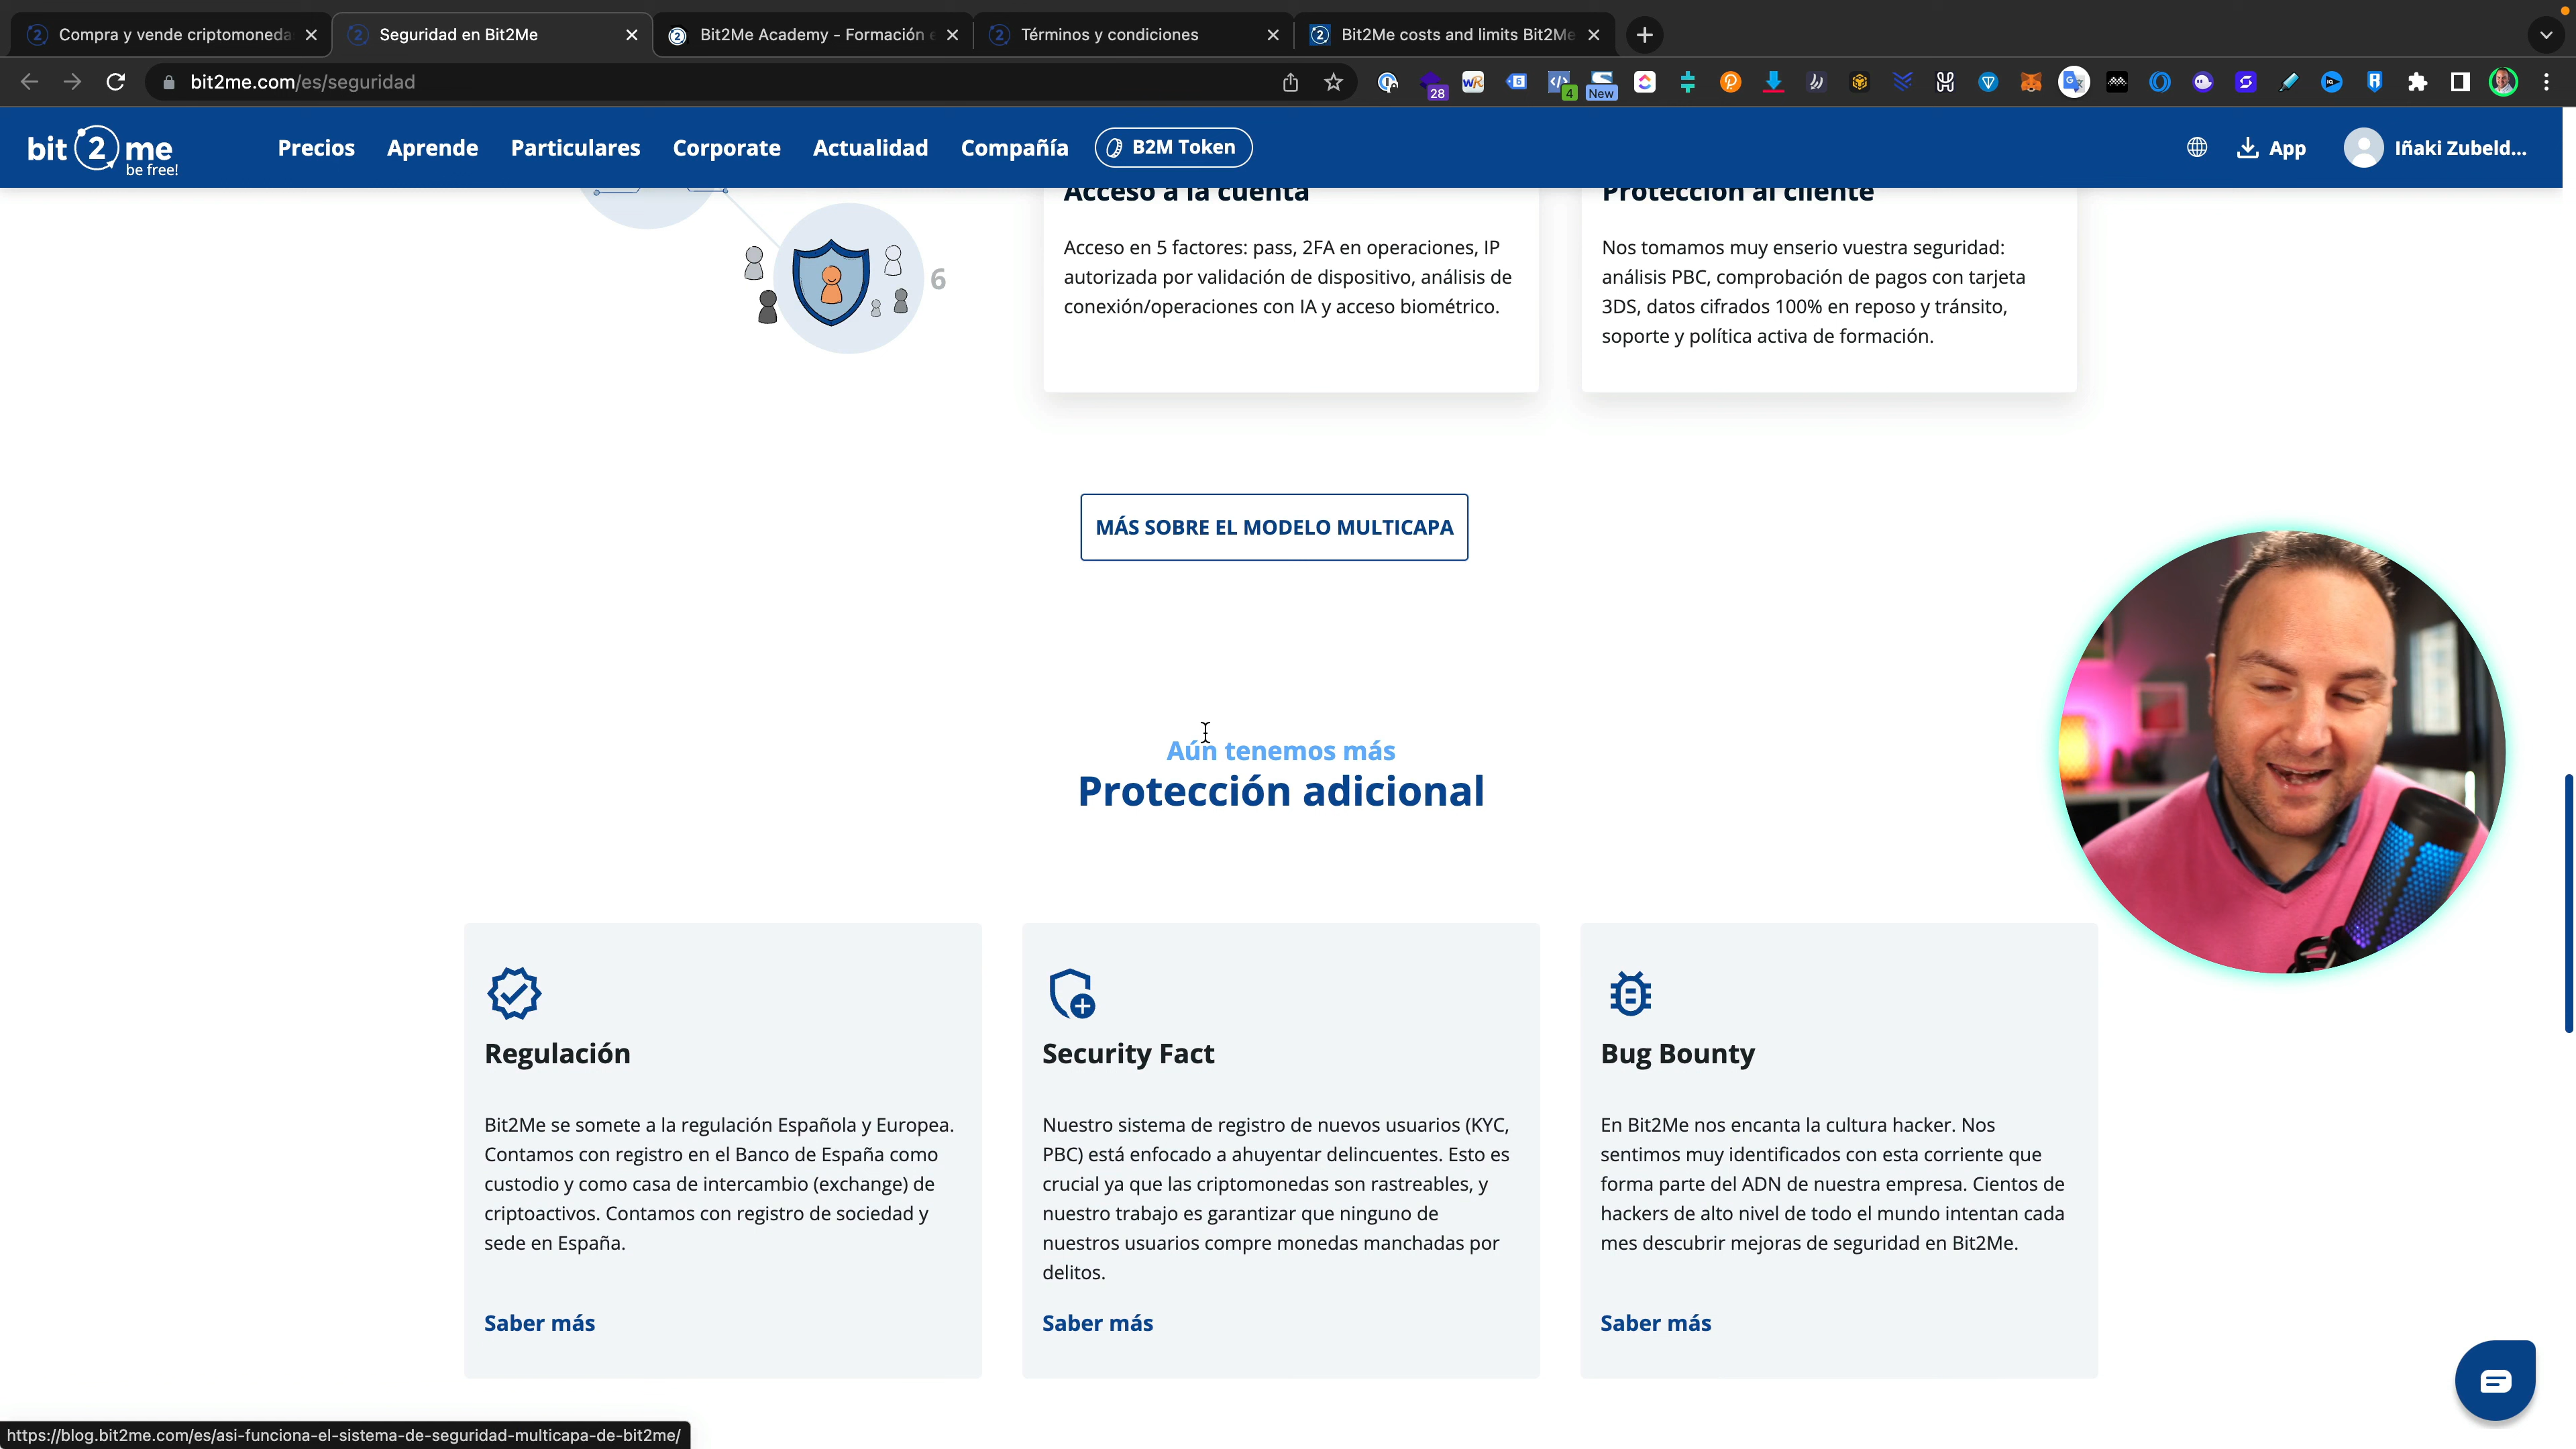 Compra y vende criptomoneda
Seguridad en Bit2Me
Bit2Me Academy - Formación e
Términos y condiciones
Bit2Me costs and limits Bit2Me
bit2me.com/es/seguridad
28
4
New
bit 2 me
be free!
Precios
Aprende
Particulares
Corporate
Actualidad
Compañía
B2M Token
App
Iñaki Zubeld...
6
Acceso a la cuenta
Acceso en 5 factores: pass, 2FA en operaciones, IP
autorizada por validación de dispositivo, análisis de
conexión/operaciones con IA y acceso biométrico.
Protección al cliente
Nos tomamos muy enserio vuestra seguridad:
análisis PBC, comprobación de pagos con tarjeta
3DS, datos cifrados 100% en reposo y tránsito,
soporte y política activa de formación.
MÁS SOBRE EL MODELO MULTICAPA
Aún tenemos más
Protección adicional
Regulación
Bit2Me se somete a la regulación Española y Europea.
Contamos con registro en el Banco de España como
custodio y como casa de intercambio (exchange) de
criptoactivos. Contamos con registro de sociedad y
sede en España.
Saber más
Security Fact
Nuestro sistema de registro de nuevos usuarios (KYC,
PBC) está enfocado a ahuyentar delincuentes. Esto es
crucial ya que las criptomonedas son rastreables, y
nuestro trabajo es garantizar que ninguno de
nuestros usuarios compre monedas manchadas por
delitos.
Saber más
Bug Bounty
En Bit2Me nos encanta la cultura hacker. Nos
sentimos muy identificados con esta corriente que
forma parte del ADN de nuestra empresa. Cientos de
hackers de alto nivel de todo el mundo intentan cada
mes descubrir mejoras de seguridad en Bit2Me.
Saber más
https://blog.bit2me.com/es/asi-funciona-el-sistema-de-seguridad-multicapa-de-bit2me/